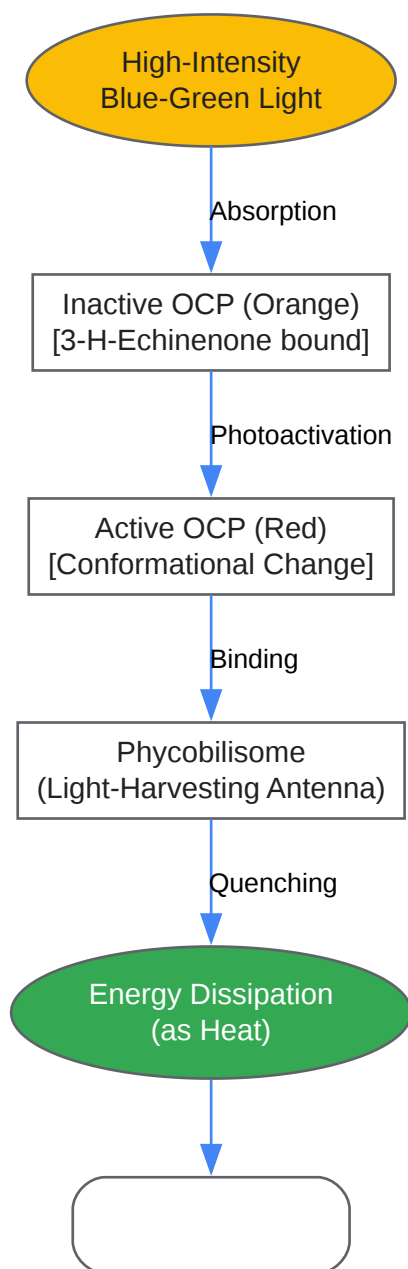 High-Intensity
Blue-Green Light
Absorption
Inactive OCP (Orange)
[3-H-Echinenone bound]
Photoactivation
Active OCP (Red)
[Conformational Change]
Binding
Phycobilisome
(Light-Harvesting Antenna)
Quenching
Energy Dissipation
(as Heat)